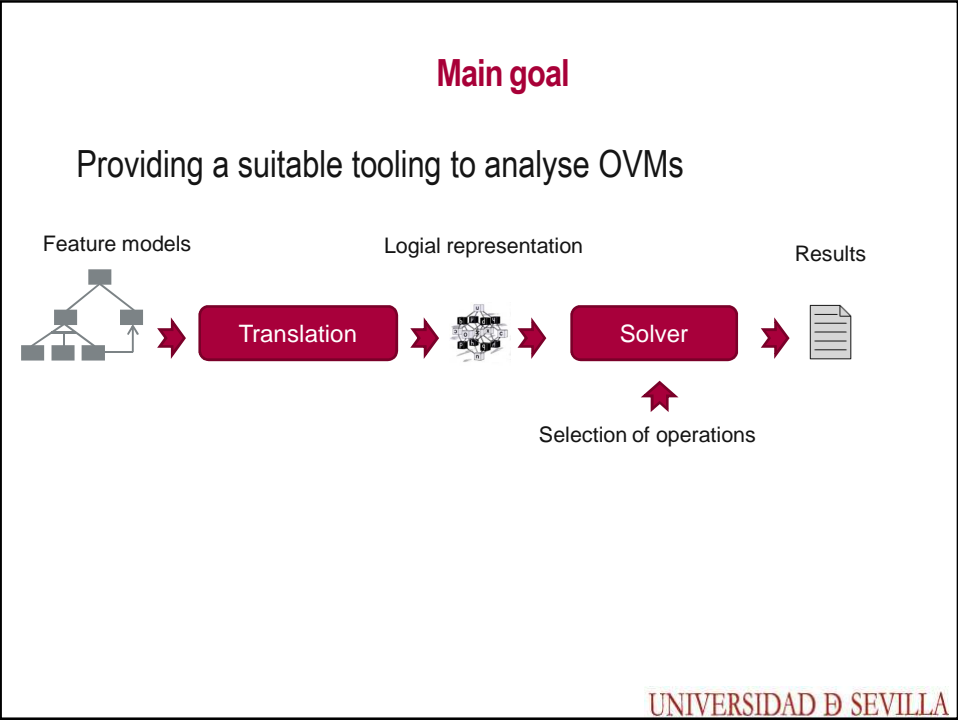 Main goal
Providing a suitable tooling to analyse OVMs
Feature models
Logial representation
Results
Translation
Solver
Selection of operations
UNIVERSIDAD Ð SEVILLA